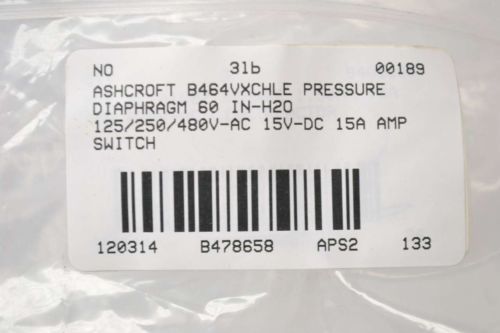 NO 3lb 00189
ASHCROFT B464VXCHLE PRESSURE
DIAPHRAGM 60 IN-H2O
125/250/480V-AC 15V-DC 15A AMP
SWITCH
120314 B478658 APS2 133